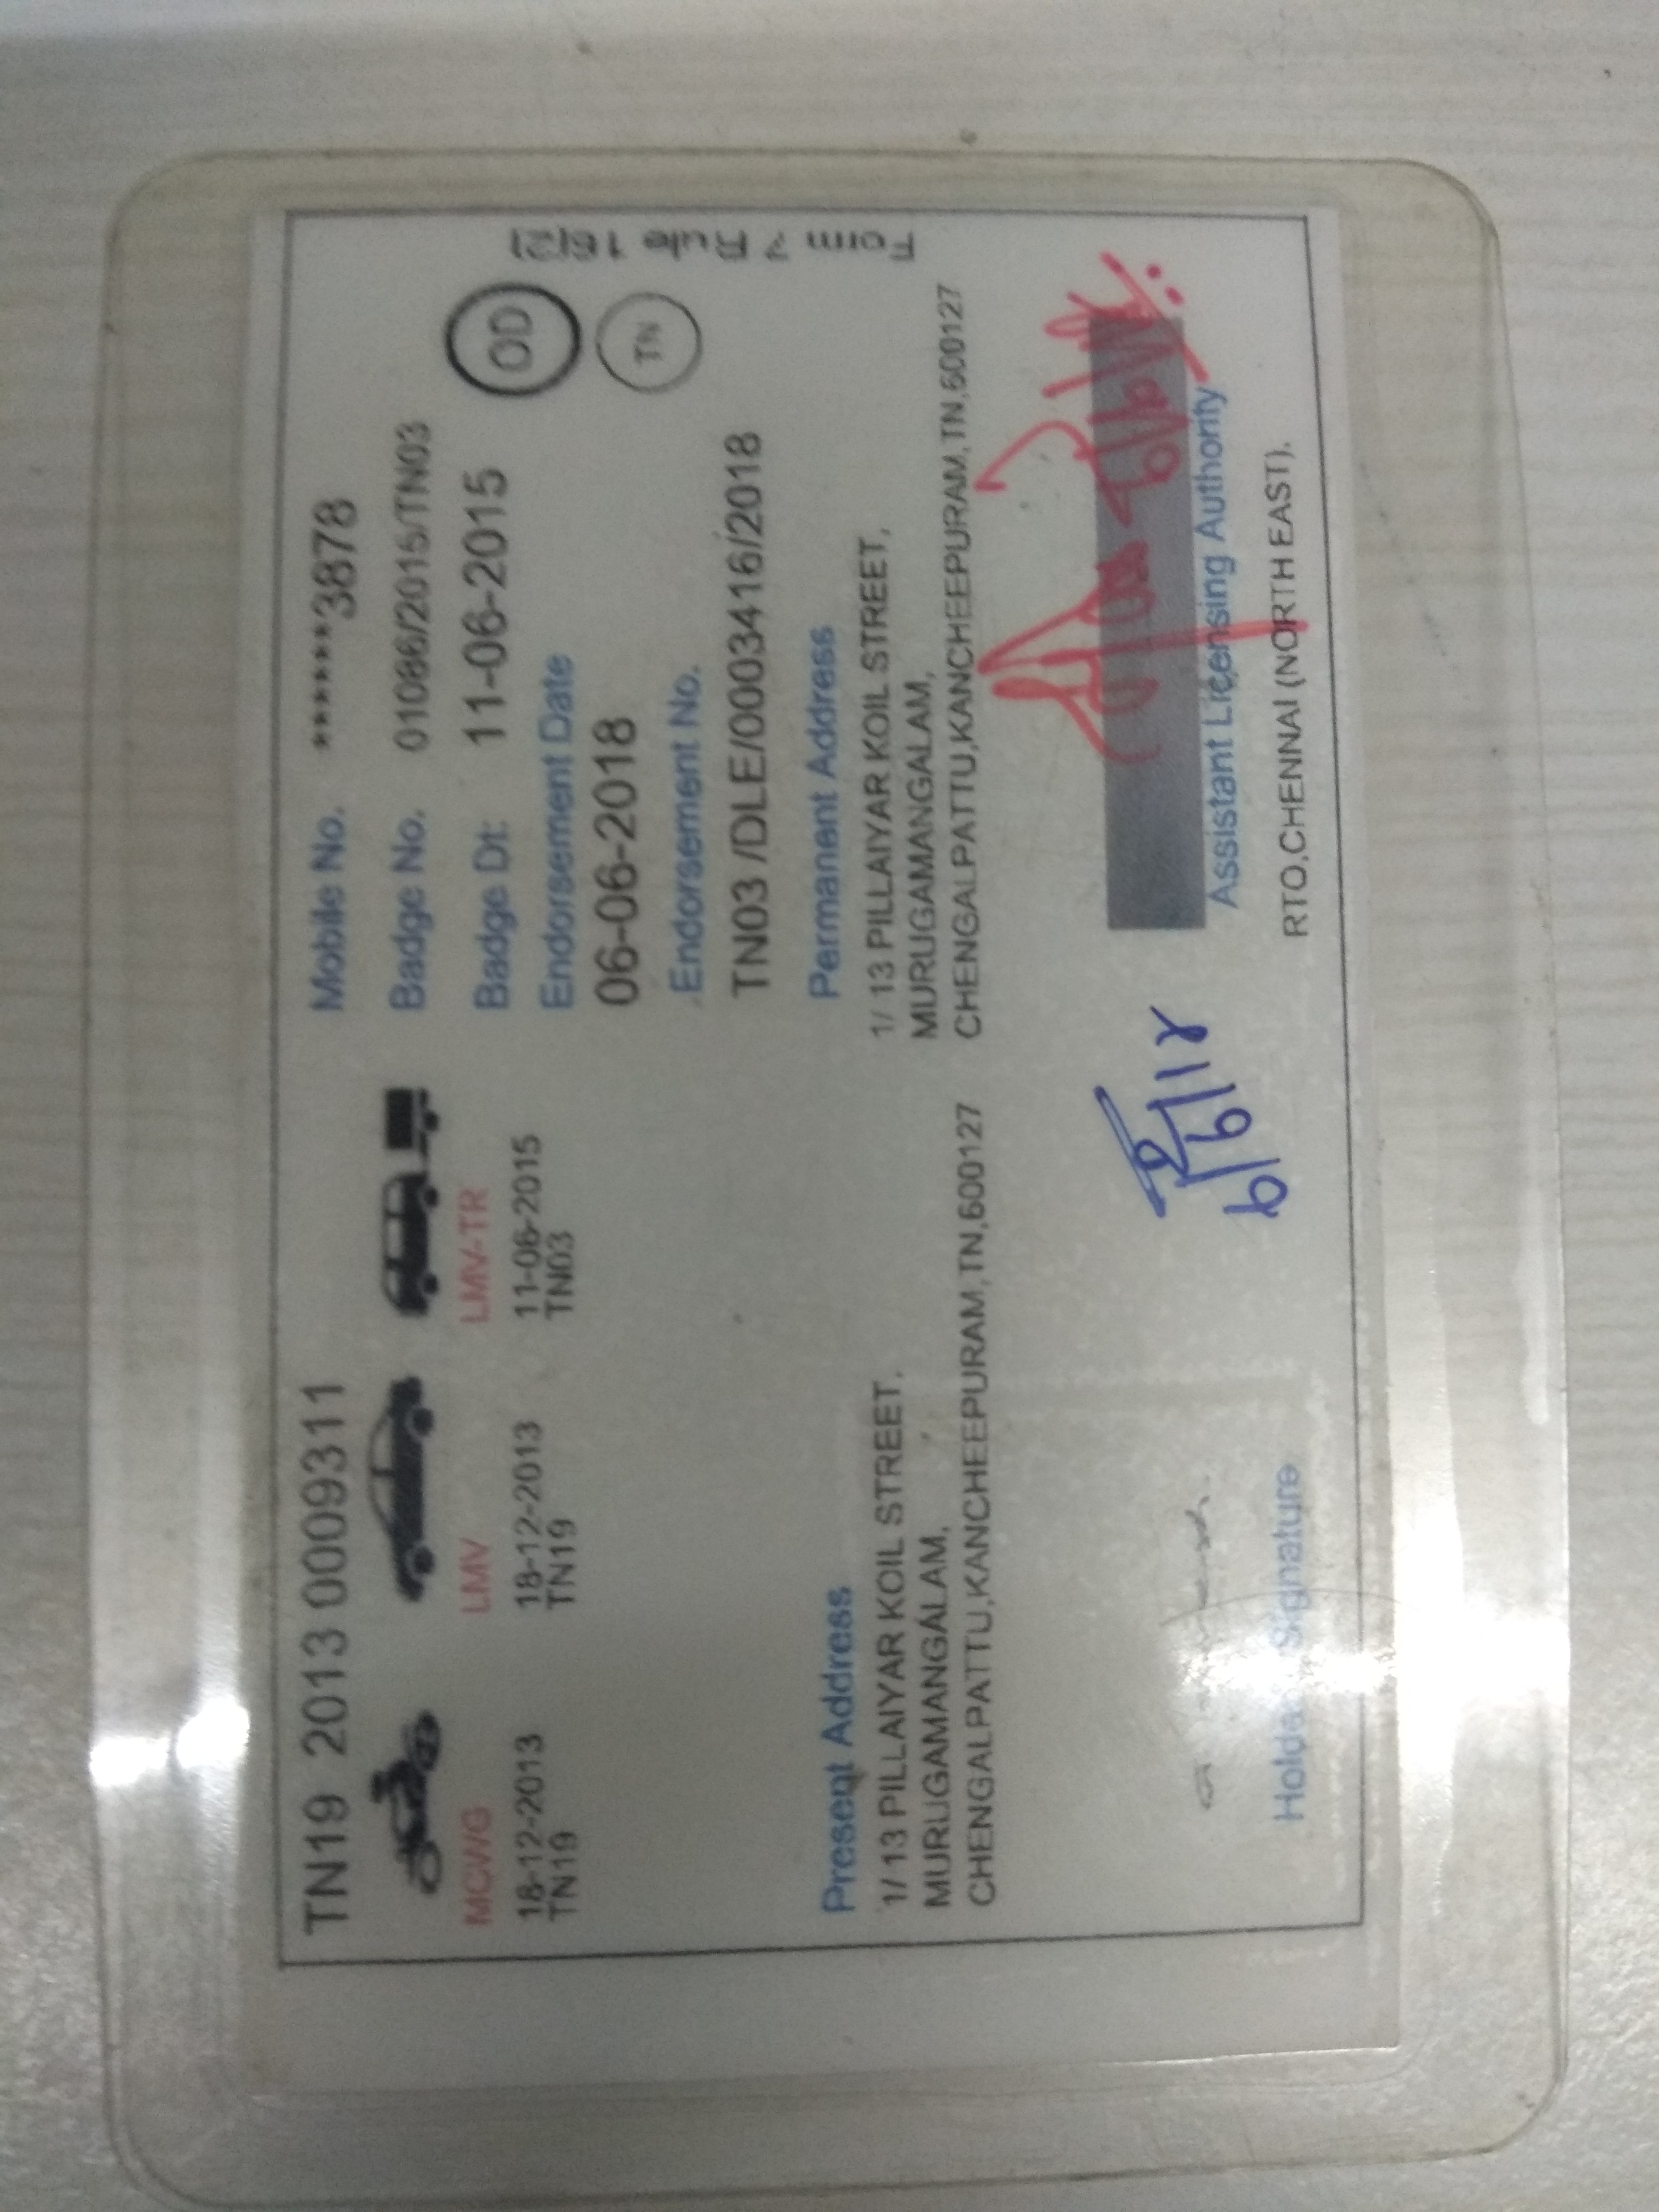 TN19 2013 0009311
MCWG
18-12-2013
TN19
LMV
18-12-2013
TN19
LMV-TR
11-06-2015
TN03
Mobile No. *******3878
Badge No. 01086/2015/TN03
Badge Dt: 11-06-2015
Endorsement Date
06-06-2018
Endorsement No.
TN03 /DLE/0003416/2018
OD
TN
Form 7 Rule 16(2)
Present Address
1/ 13 PILLAIYAR KOIL STREET,
MURUGAMANGALAM,
CHENGALPATTU,KANCHEEPURAM,TN,600127
Permanent Address
1/ 13 PILLAIYAR KOIL STREET,
MURUGAMANGALAM,
CHENGALPATTU,KANCHEEPURAM,TN,600127
Holder Signature
6/6/18
Assistant Licensing Authority
RTO,CHENNAI (NORTH EAST).